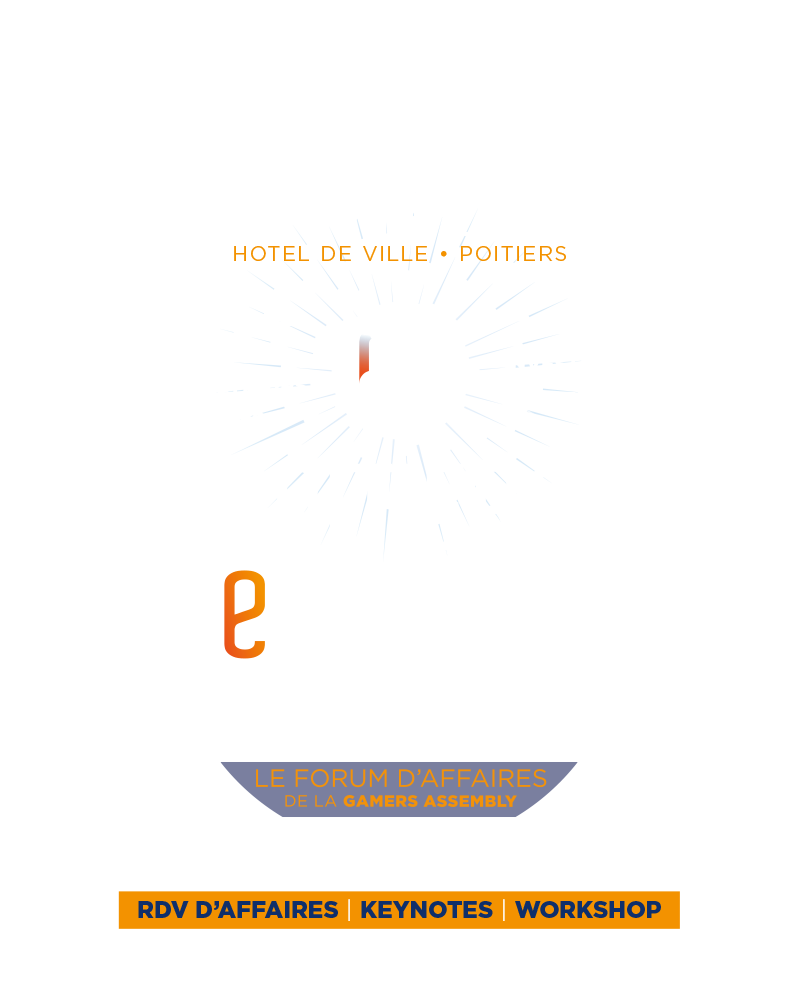 HOTEL DE VILLE • POITIERS
e
LE FORUM D'AFFAIRES
DE LA GAMERS ASSEMBLY
RDV D'AFFAIRES | KEYNOTES | WORKSHOP